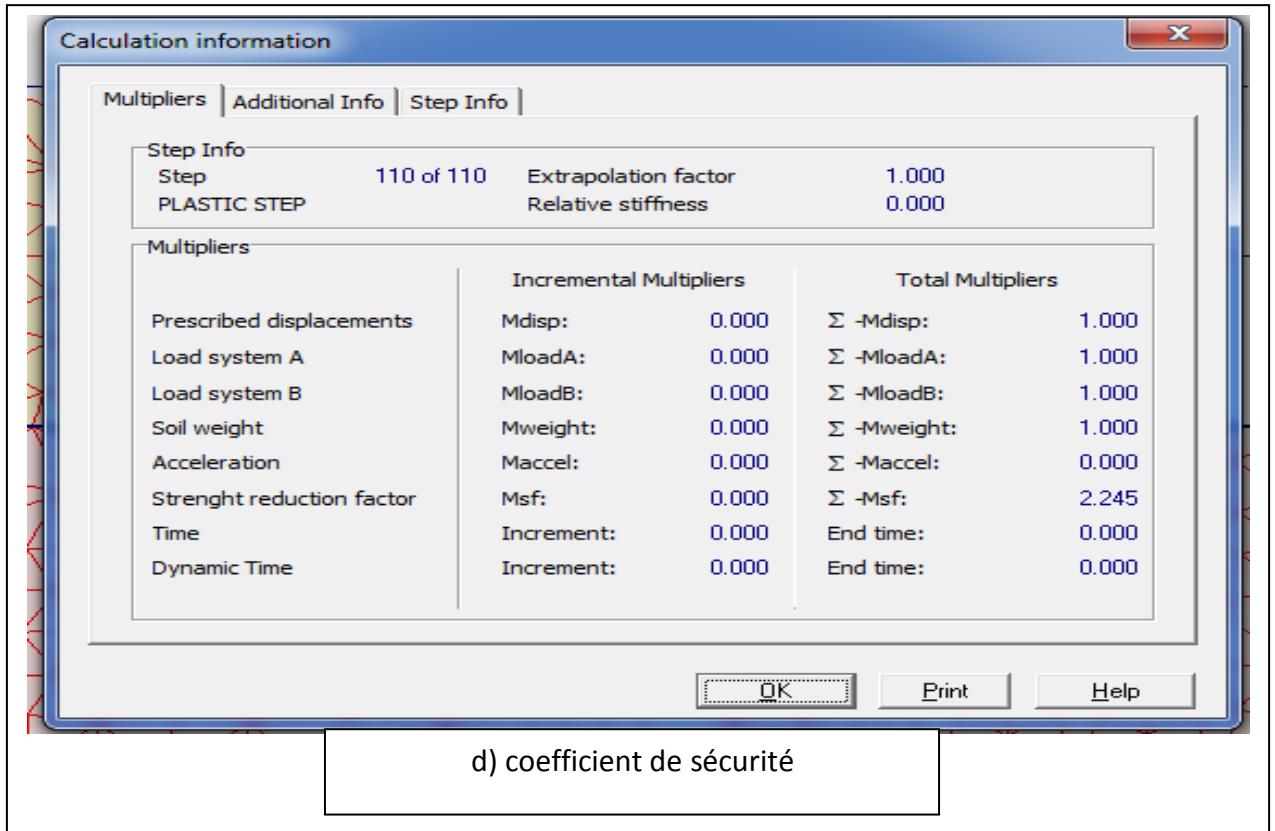 Calculation information
Multipliers Additional Info Step Info
Step Info
Step 110 of 110 Extrapolation factor 1.000
PLASTIC STEP Relative stiffness 0.000
Multipliers
Incremental Multipliers Total Multipliers
Prescribed displacements Mdisp: 0.000 Σ -Mdisp: 1.000
Load system A MloadA: 0.000 Σ -MloadA: 1.000
Load system B MloadB: 0.000 Σ -MloadB: 1.000
Soil weight Mweight: 0.000 Σ -Mweight: 1.000
Acceleration Maccel: 0.000 Σ -Maccel: 0.000
Strenght reduction factor Msf: 0.000 Σ -Msf: 2.245
Time Increment: 0.000 End time: 0.000
Dynamic Time Increment: 0.000 End time: 0.000
OK Print Help
d) coefficient de sécurité